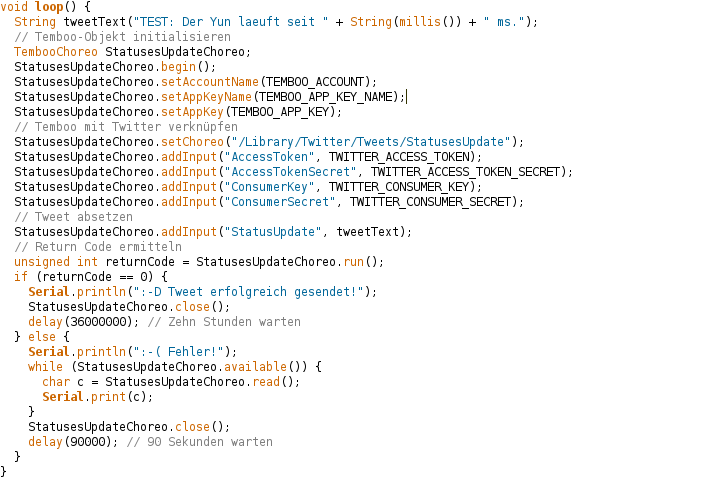 void loop() {
  String tweetText("TEST: Der Yun laeuft seit " + String(millis()) + " ms.");
  // Temboo-Objekt initialisieren
  TembooChoreo StatusesUpdateChoreo;
  StatusesUpdateChoreo.begin();
  StatusesUpdateChoreo.setAccountName(TEMBOO_ACCOUNT);
  StatusesUpdateChoreo.setAppKeyName(TEMBOO_APP_KEY_NAME);
  StatusesUpdateChoreo.setAppKey(TEMBOO_APP_KEY);
  // Temboo mit Twitter verknüpfen
  StatusesUpdateChoreo.setChoreo("/Library/Twitter/Tweets/StatusesUpdate");
  StatusesUpdateChoreo.addInput("AccessToken", TWITTER_ACCESS_TOKEN);
  StatusesUpdateChoreo.addInput("AccessTokenSecret", TWITTER_ACCESS_TOKEN_SECRET);
  StatusesUpdateChoreo.addInput("ConsumerKey", TWITTER_CONSUMER_KEY);
  StatusesUpdateChoreo.addInput("ConsumerSecret", TWITTER_CONSUMER_SECRET);
  // Tweet absetzen
  StatusesUpdateChoreo.addInput("StatusUpdate", tweetText);
  // Return Code ermitteln
  unsigned int returnCode = StatusesUpdateChoreo.run();
  if (returnCode == 0) {
    Serial.println(":-D Tweet erfolgreich gesendet!");
    StatusesUpdateChoreo.close();
    delay(36000000); // Zehn Stunden warten
  } else {
    Serial.println(":-( Fehler!");
    while (StatusesUpdateChoreo.available()) {
      char c = StatusesUpdateChoreo.read();
      Serial.print(c);
    }
    StatusesUpdateChoreo.close();
    delay(90000); // 90 Sekunden warten
  }
}